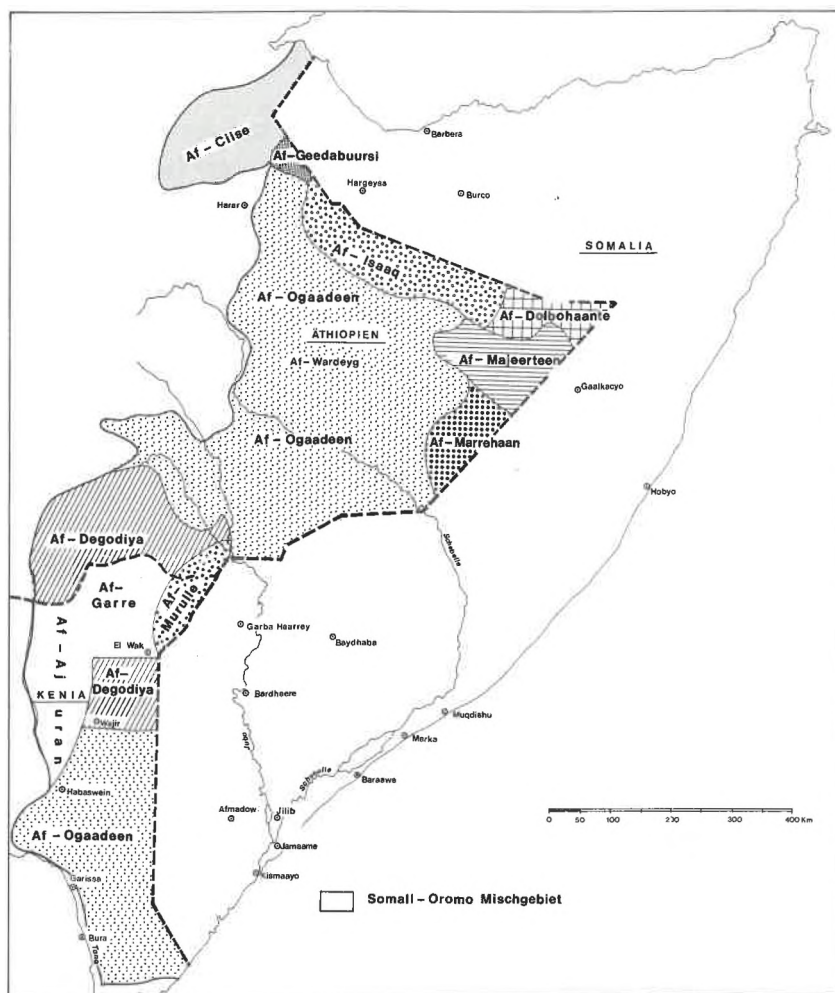 Berbera
Af-Ciise
Af-Geedabuursi
Hargeysa
Burco
Harar
SOMALIA
Af-Isaaq
Af-Ogaadeen
Af-Dolbohaante
ÄTHIOPIEN
Af-Wardeyg
Af-Majeerteen
Gaalkacyo
Af-Ogaadeen
Af-Marrehaan
Hobyo
Af-Degodiya
Schebelle
Af-
Garre
Af-
Murulle
Garba Haarrey
Baydhaba
El Wak
Af-Ajuran
Af-
Degodiya
KENIA
Bardheere
Wajir
Muqdishu
Marka
Schebelle
Baraawe
Habaswein
Afmadow
Jilib
0 50 100 200 300 400 Km
Af-Ogaadeen
Jamaame
Kismaayo
Garissa
Somali-Oromo Mischgebiet
Bura
Tana